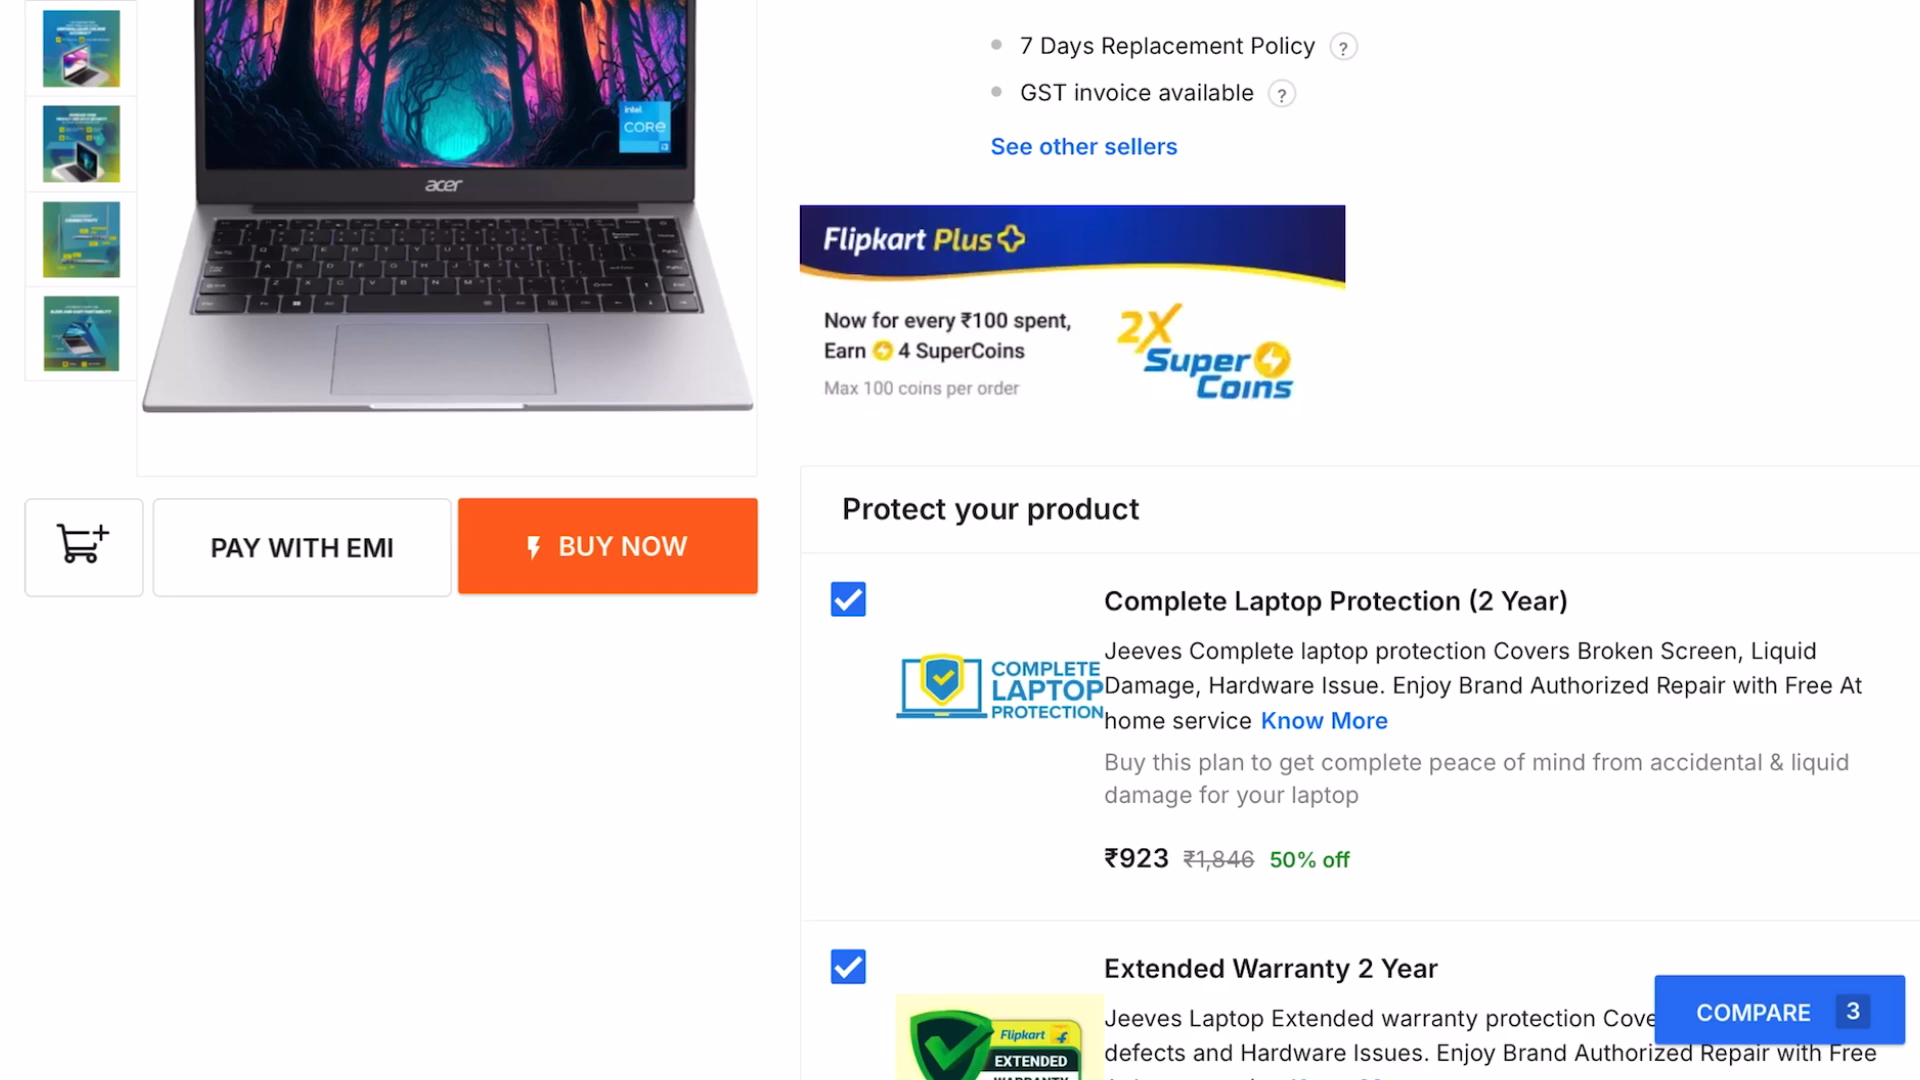 intel
CORE
i3
acer
7 Days Replacement Policy ?
GST invoice available ?
See other sellers
Flipkart Plus
Now for every ₹100 spent,
Earn 4 SuperCoins
Max 100 coins per order
2X
Super
Coins
PAY WITH EMI
BUY NOW
Protect your product
Complete Laptop Protection (2 Year)
COMPLETE
LAPTOP
PROTECTION
Jeeves Complete laptop protection Covers Broken Screen, Liquid
Damage, Hardware Issue. Enjoy Brand Authorized Repair with Free At
home service Know More
Buy this plan to get complete peace of mind from accidental & liquid
damage for your laptop
₹923 ₹1,846 50% off
Extended Warranty 2 Year
Flipkart
EXTENDED
WARRANTY
Jeeves Laptop Extended warranty protection Cove
defects and Hardware Issues. Enjoy Brand Authorized Repair with Free
COMPARE 3